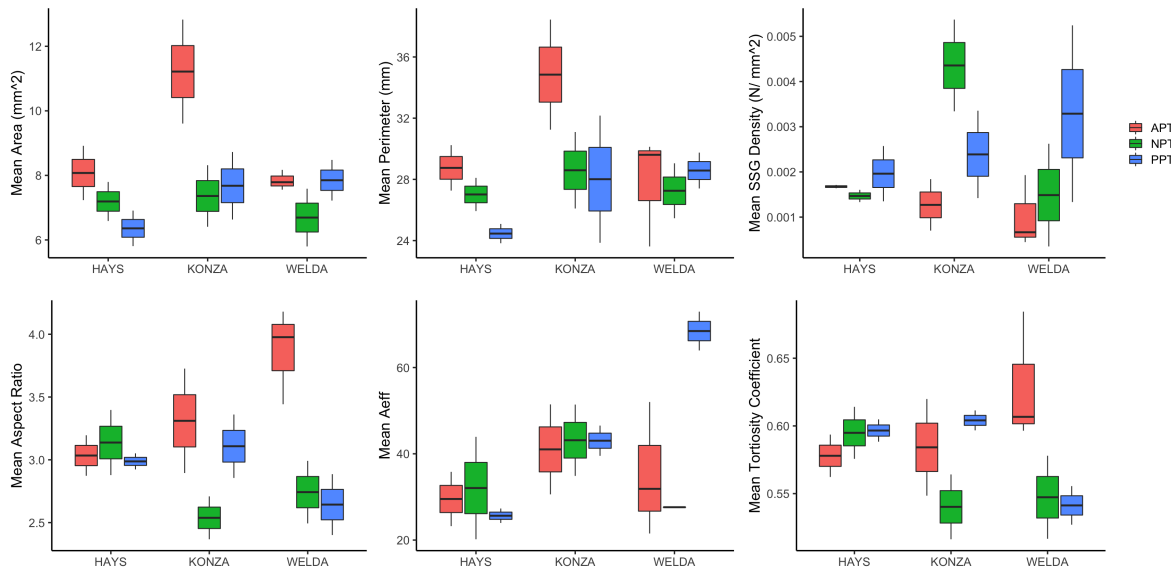 Mean Area (mm^2)
12
10
8
6
HAYS KONZA WELDA
Mean Perimeter (mm)
36
32
28
24
HAYS KONZA WELDA
Mean SSG Density (N/ mm^2)
0.005
0.004
0.003
0.002
0.001
HAYS KONZA WELDA
APT
NPT
PPT
Mean Aspect Ratio
4.0
3.5
3.0
2.5
HAYS KONZA WELDA
Mean Aeff
60
40
20
HAYS KONZA WELDA
Mean Toritosity Coefficient
0.65
0.60
0.55
HAYS KONZA WELDA